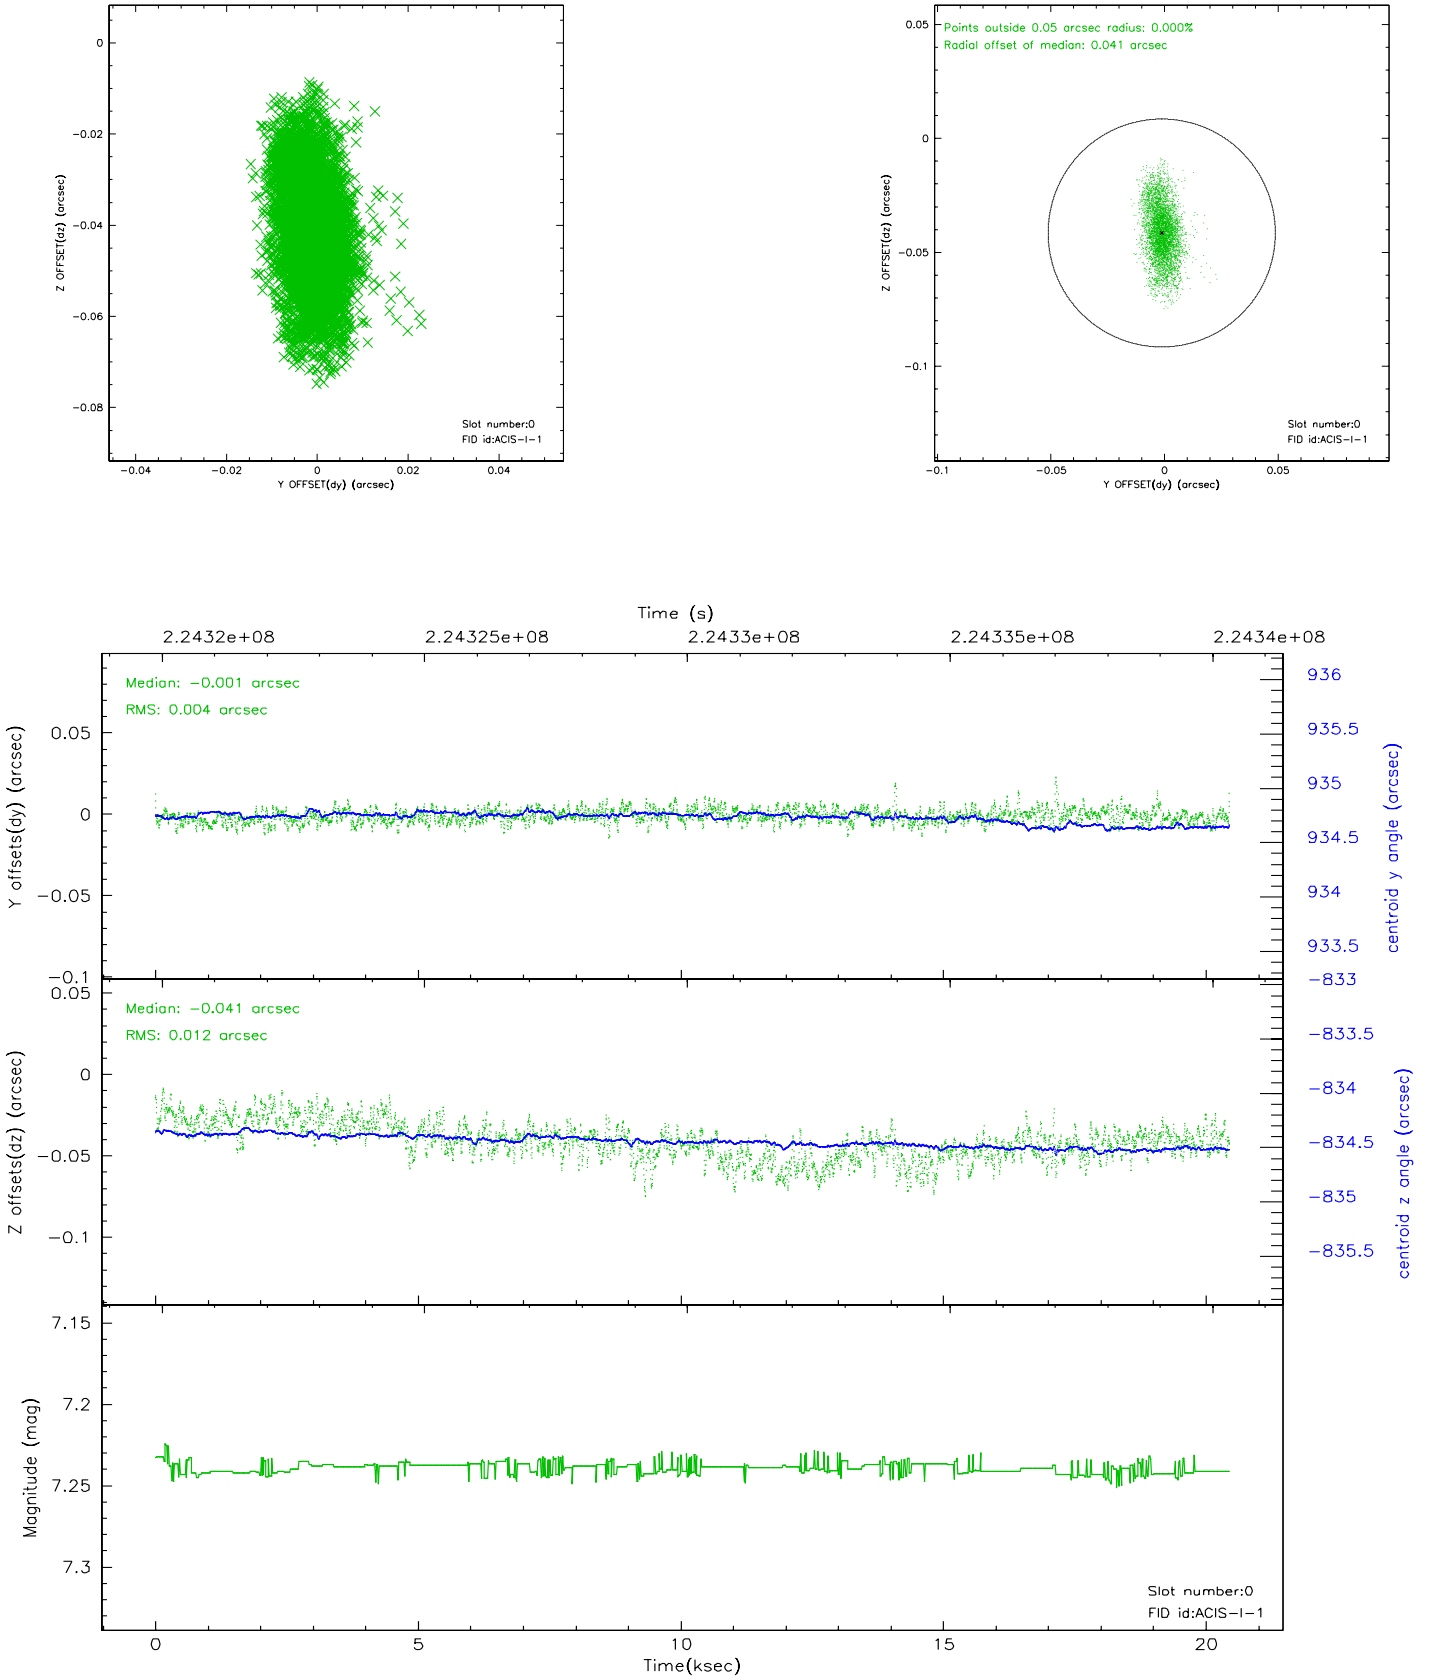 0
−0.02
−0.04
−0.06
−0.08
Z OFFSET(dz) (arcsec)
−0.04
−0.02
0
0.02
0.04
Y OFFSET(dy) (arcsec)
Slot number:0
FID id:ACIS−I−1
Points outside 0.05 arcsec radius: 0.000%
Radial offset of median: 0.041 arcsec
0.05
0
−0.05
−0.1
Z OFFSET(dz) (arcsec)
−0.1
−0.05
0
0.05
Y OFFSET(dy) (arcsec)
Slot number:0
FID id:ACIS−I−1
Time (s)
2.2432e+08
2.24325e+08
2.2433e+08
2.24335e+08
2.2434e+08
Median: −0.001 arcsec
RMS: 0.004 arcsec
0.05
0
−0.05
−0.1
Y offsets(dy) (arcsec)
936
935.5
935
934.5
934
933.5
centroid y angle (arcsec)
Median: −0.041 arcsec
RMS: 0.012 arcsec
0.05
0
−0.05
−0.1
Z offsets(dz) (arcsec)
−833
−833.5
−834
−834.5
−835
−835.5
centroid z angle (arcsec)
7.15
7.2
7.25
7.3
Magnitude (mag)
Slot number:0
FID id:ACIS−I−1
0
5
10
15
20
Time(ksec)